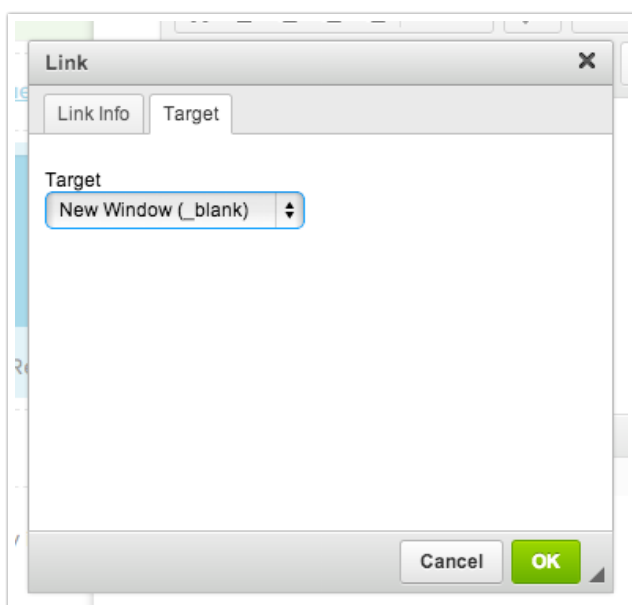 Link
Link Info
Target
Target
New Window (_blank)
Cancel
OK